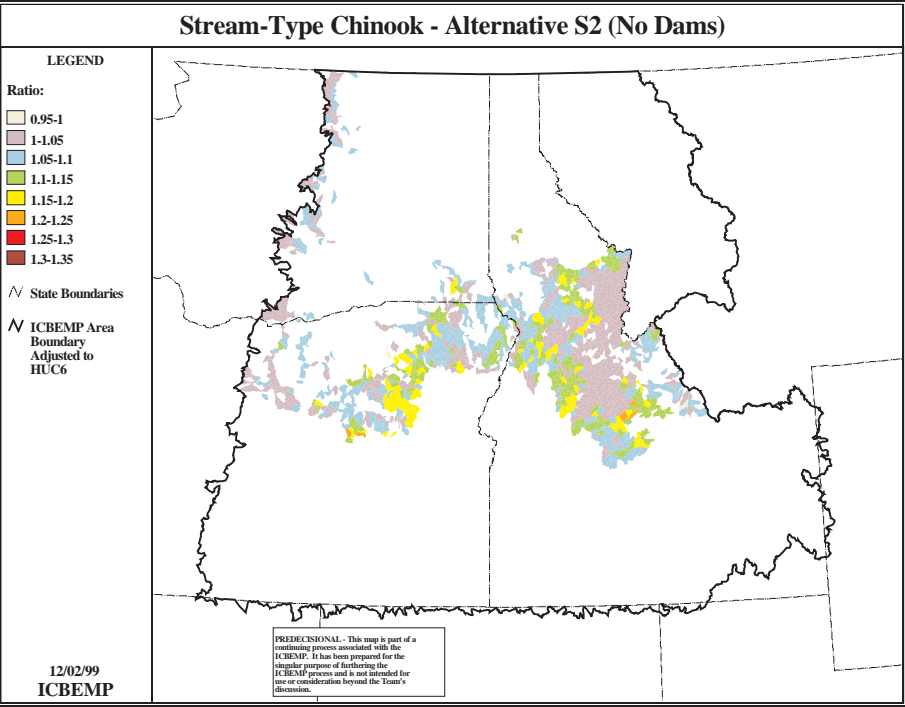 Stream-Type Chinook - Alternative S2 (No Dams)
LEGEND
Ratio:
0.95-1
1-1.05
1.05-1.1
1.1-1.15
1.15-1.2
1.2-1.25
1.25-1.3
1.3-1.35
State Boundaries
ICBEMP Area
Boundary
Adjusted to
HUC6
12/02/99
ICBEMP
PREDECISIONAL - This map is part of a
continuing process associated with the
ICBEMP. It has been prepared for the
singular purpose of furthering the
ICBEMP process and is not intended for
use or consideration beyond the Team's
discussion.